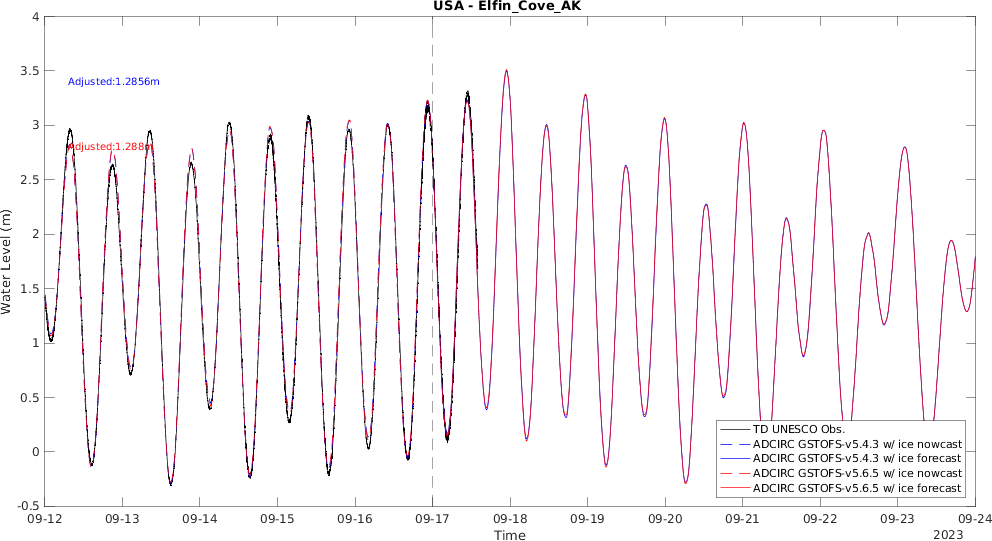 USA - Elfin_Cove_AK
4
3.5
3
2.5
2
1.5
1
0.5
0
-0.5
Water Level (m)
Adjusted:1.2856m
Adjusted:1.288m
TD UNESCO Obs.
ADCIRC GSTOFS-v5.4.3 w/ ice nowcast
ADCIRC GSTOFS-v5.4.3 w/ ice forecast
ADCIRC GSTOFS-v5.6.5 w/ ice nowcast
ADCIRC GSTOFS-v5.6.5 w/ ice forecast
09-12 09-13 09-14 09-15 09-16 09-17 09-18 09-19 09-20 09-21 09-22 09-23 09-24
Time
2023